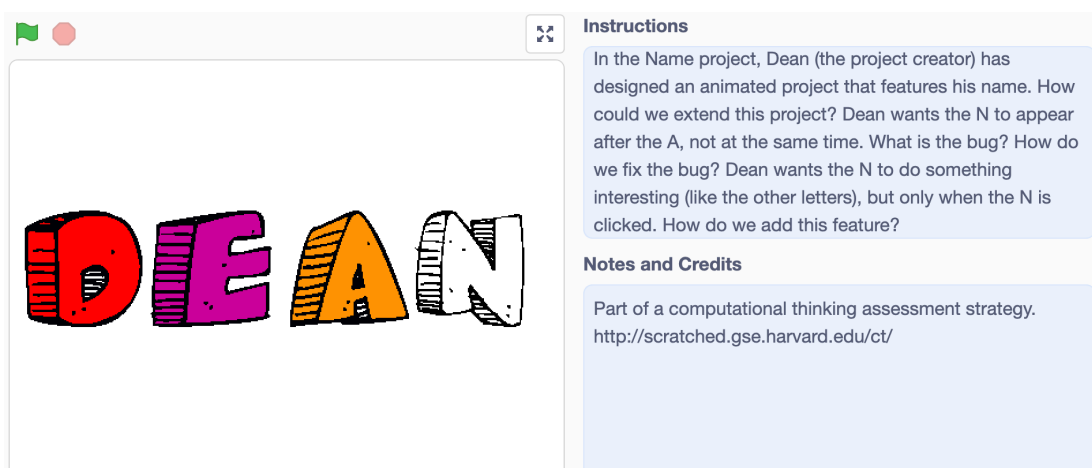 Instructions
In the Name project, Dean (the project creator) has
designed an animated project that features his name. How
could we extend this project? Dean wants the N to appear
after the A, not at the same time. What is the bug? How do
we fix the bug? Dean wants the N to do something
interesting (like the other letters), but only when the N is
clicked. How do we add this feature?
DEAN
Notes and Credits
Part of a computational thinking assessment strategy.
http://scratched.gse.harvard.edu/ct/